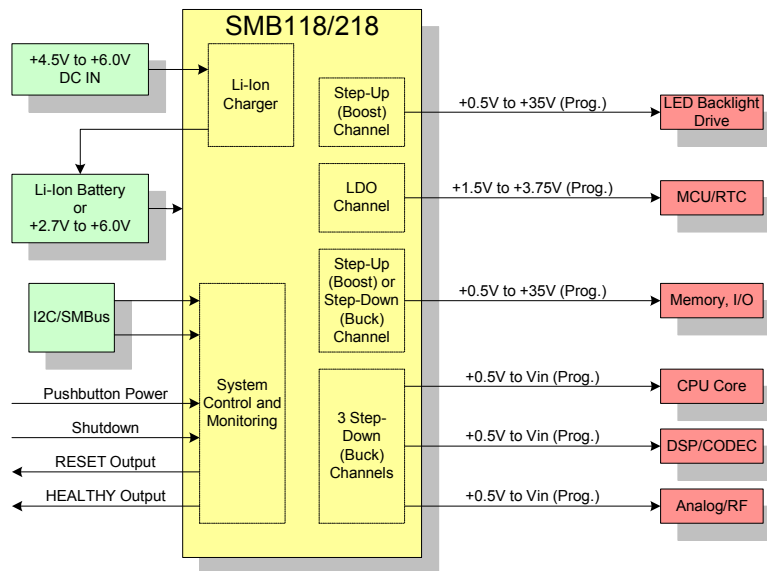 SMB118/218
+4.5V to +6.0V
DC IN
Li-Ion
Charger
Step-Up
(Boost)
Channel
+0.5V to +35V (Prog.)
LED Backlight
Drive
Li-Ion Battery
or
+2.7V to +6.0V
LDO
Channel
+1.5V to +3.75V (Prog.)
MCU/RTC
I2C/SMBus
Step-Up
(Boost) or
Step-Down
(Buck)
Channel
+0.5V to +35V (Prog.)
Memory, I/O
Pushbutton Power
Shutdown
RESET Output
HEALTHY Output
System
Control and
Monitoring
3 Step-
Down
(Buck)
Channels
+0.5V to Vin (Prog.)
CPU Core
+0.5V to Vin (Prog.)
DSP/CODEC
+0.5V to Vin (Prog.)
Analog/RF